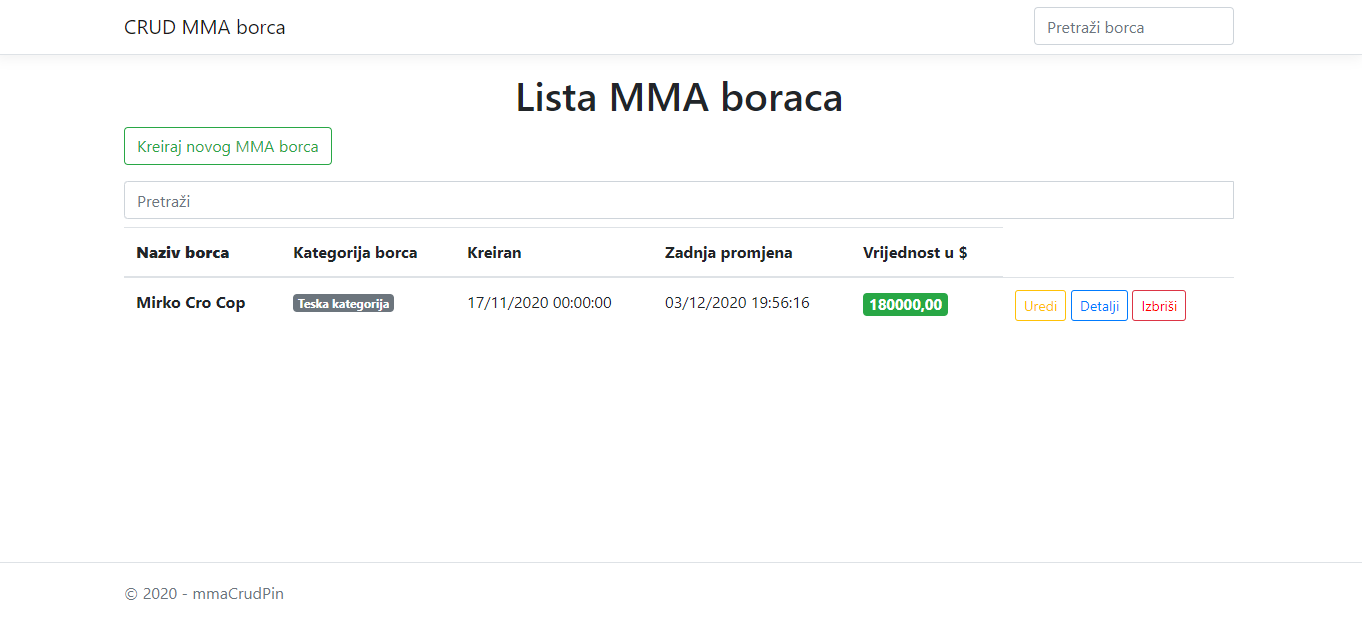 CRUD MMA borca
Pretraži borca
Lista MMA boraca
Kreiraj novog MMA borca
Pretraži
Naziv borca Kategorija borca Kreiran Zadnja promjena Vrijednost u $
Mirko Cro Cop Teska kategorija 17/11/2020 00:00:00 03/12/2020 19:56:16 180000,00 Uredi Detalji Izbriši
© 2020 - mmaCrudPin